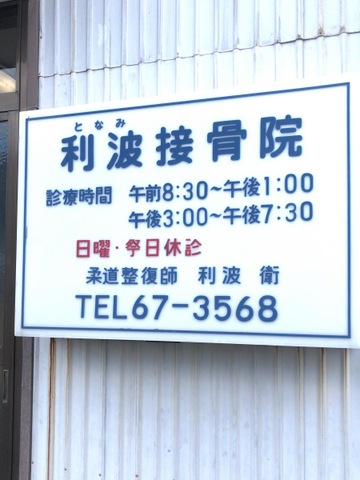 となみ
利波接骨院
診療時間 午前8:30~午後1:00
午後3:00~午後7:30
日曜・祭日休診
柔道整復師 利波 衛
TEL67-3568